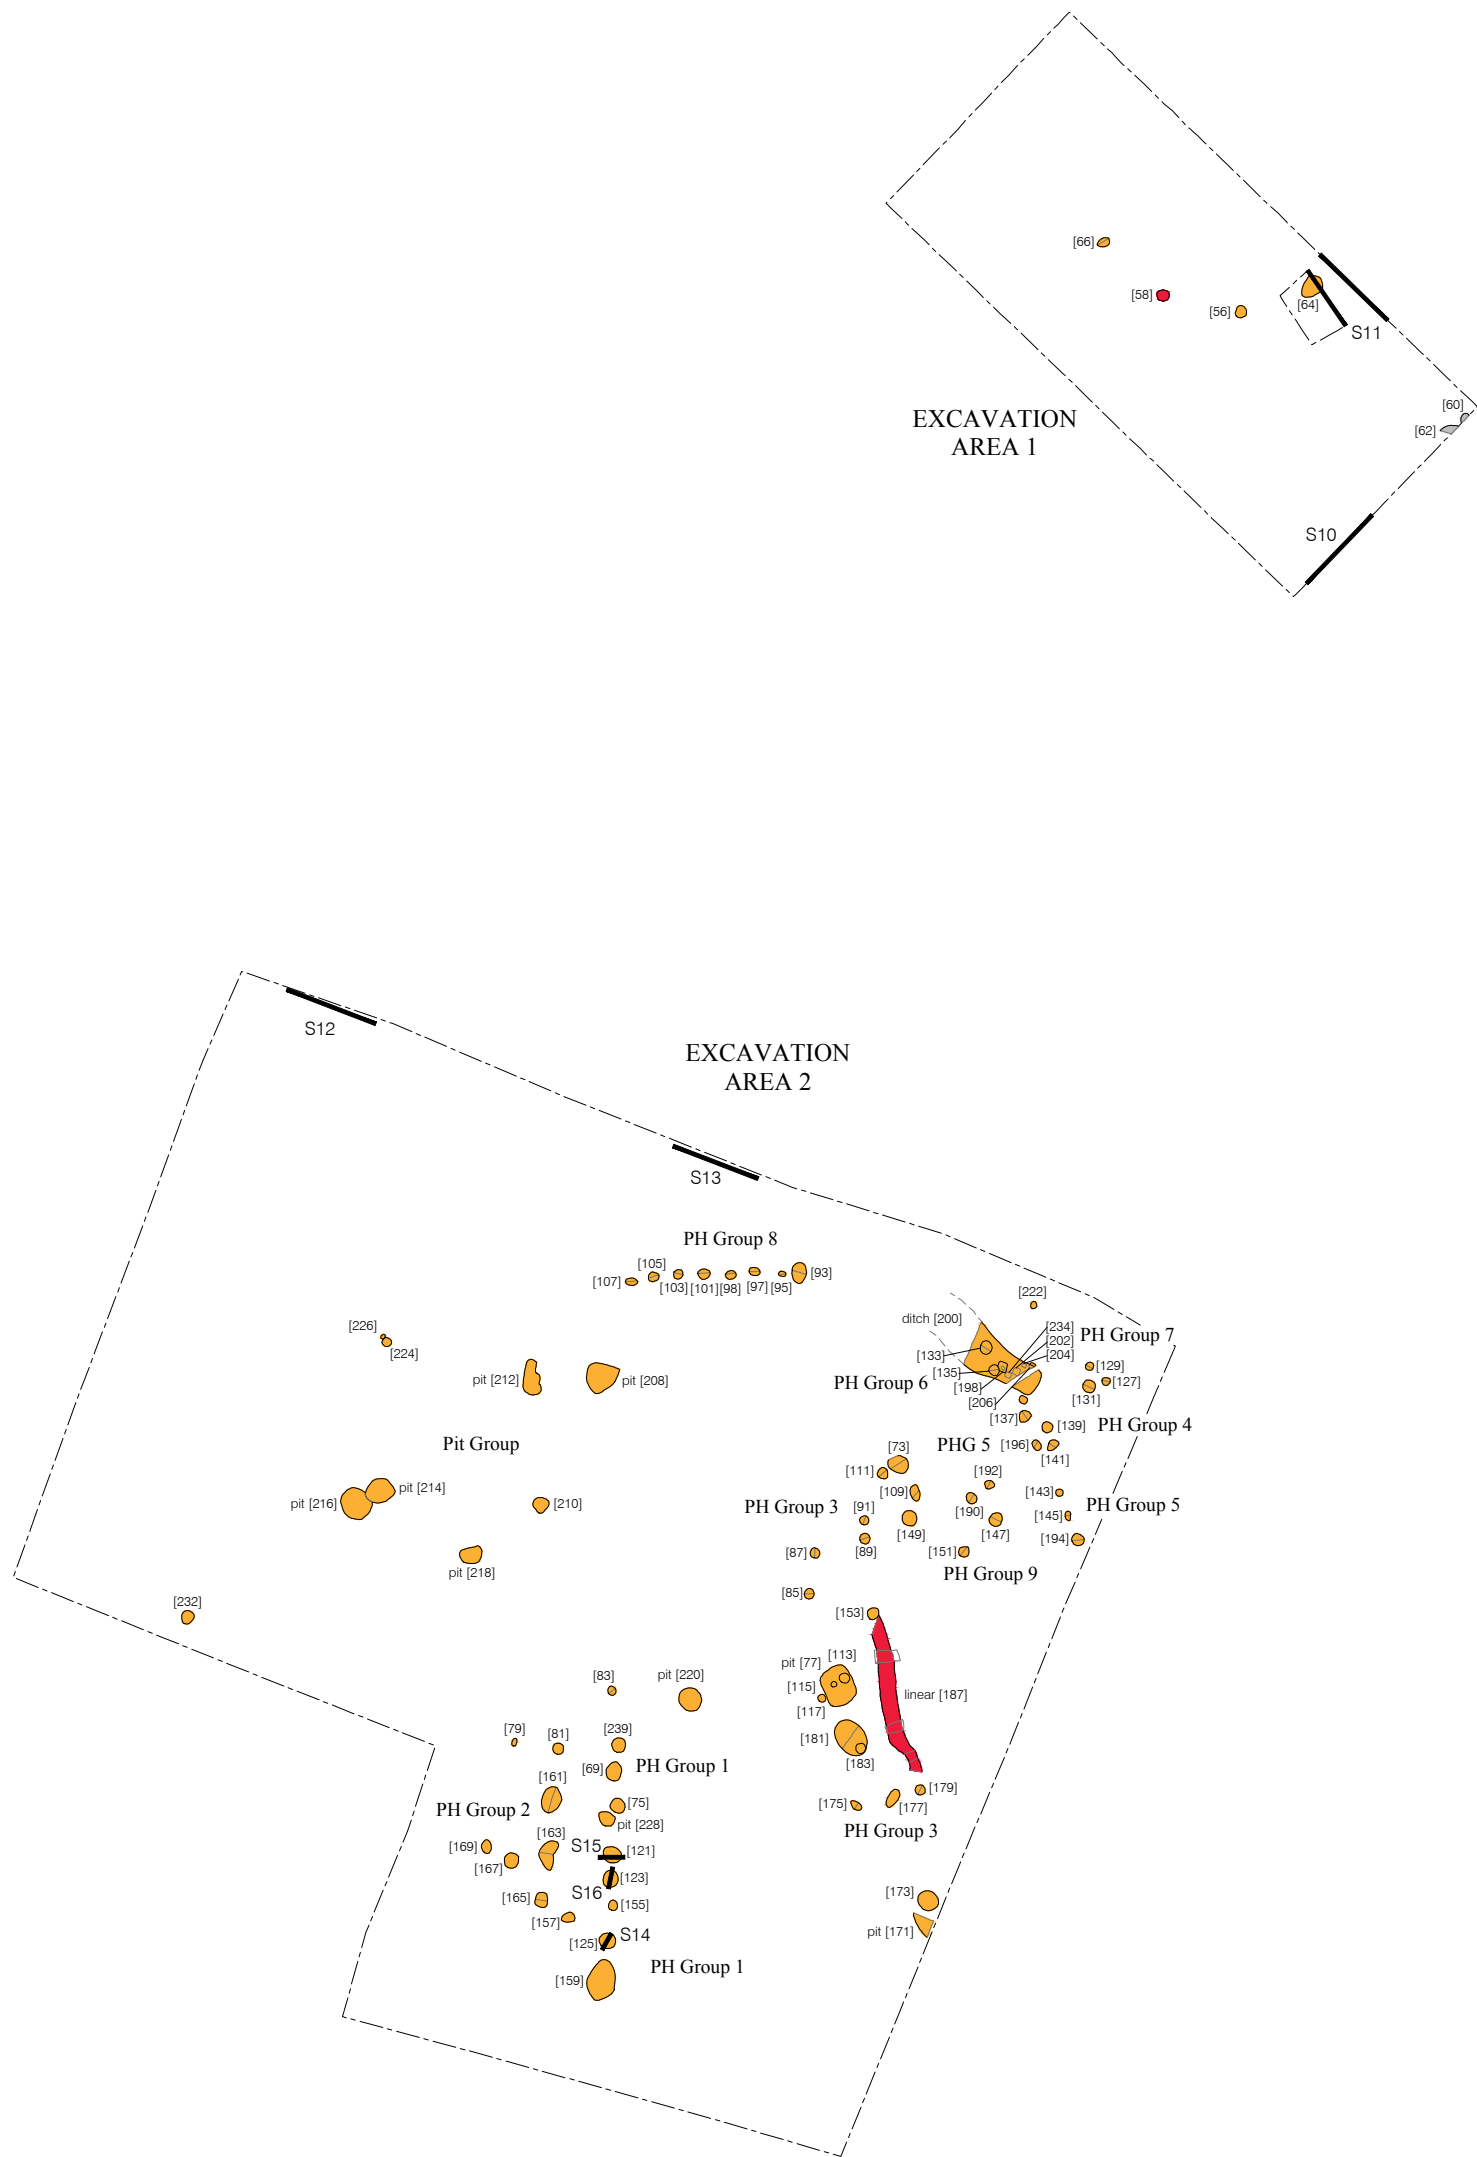 [66]
[58]
[56]
[64]
S11
EXCAVATION
AREA 1
[60]
[62]
S10
S12
EXCAVATION
AREA 2
S13
PH Group 8
[107]
[105]
[103]
[101]
[98]
[97]
[95]
[93]
[222]
ditch [200]
[234]
[202]
[204]
PH Group 7
[226]
[224]
[133]
[135]
[198]
[206]
PH Group 6
[129]
[127]
[131]
pit [212]
pit [208]
[137]
[139]
PH Group 4
Pit Group
[73]
PHG 5
[196]
[141]
[111]
[192]
pit [214]
pit [216]
[210]
[109]
[190]
[143]
PH Group 3
[91]
[149]
[147]
[145]
PH Group 5
[87]
[89]
[151]
[194]
pit [218]
PH Group 9
[85]
[232]
[153]
[83]
pit [220]
pit [77]
[113]
[115]
[117]
linear [187]
[79]
[81]
[239]
[181]
[183]
[69]
PH Group 1
[161]
PH Group 2
[75]
pit [228]
[175]
[177]
[179]
PH Group 3
[169]
[167]
[163]
S15
[121]
[123]
S16
[165]
[157]
[155]
[173]
pit [171]
[125]
S14
PH Group 1
[159]